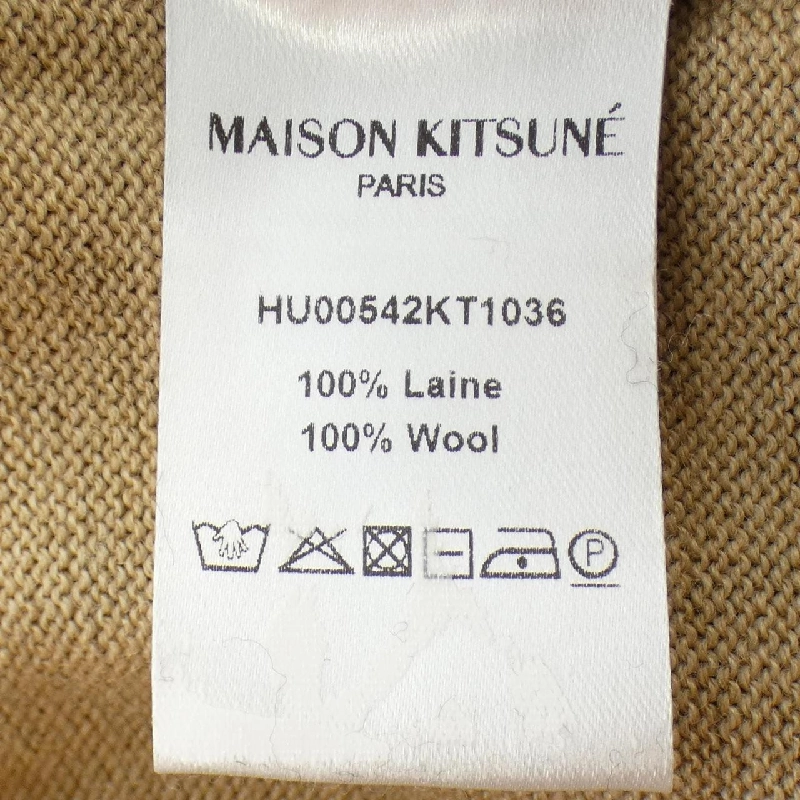 MAISON KITSUNÉ
PARIS
HU00542KT1036
100% Laine
100% Wool
P